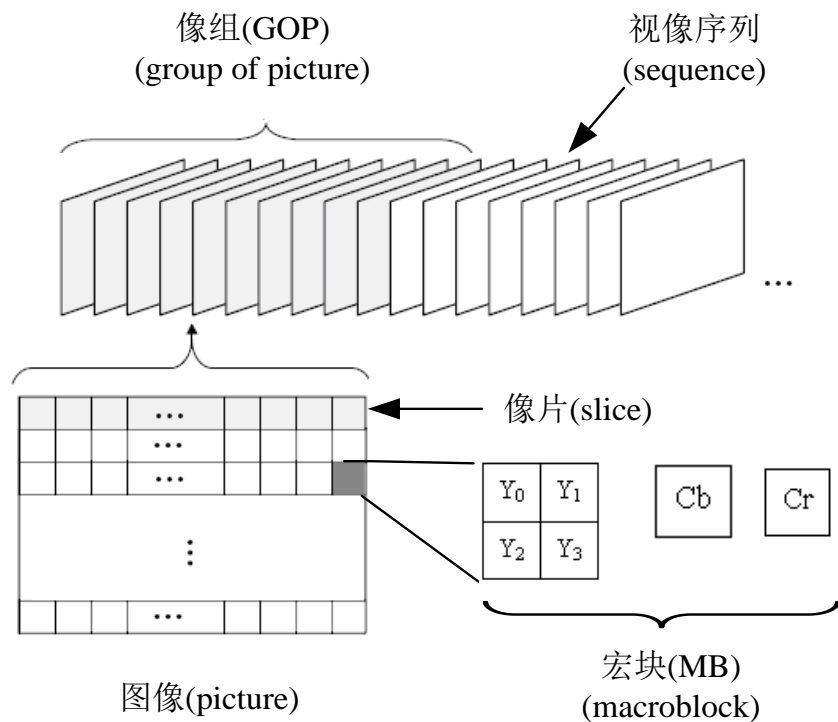 像组(GOP)
(group of picture)
视像序列
(sequence)
...
像片(slice)
...
...
...
Y0 Y1
Y2 Y3
Cb
Cr
⋮
...
图像(picture)
宏块(MB)
(macroblock)